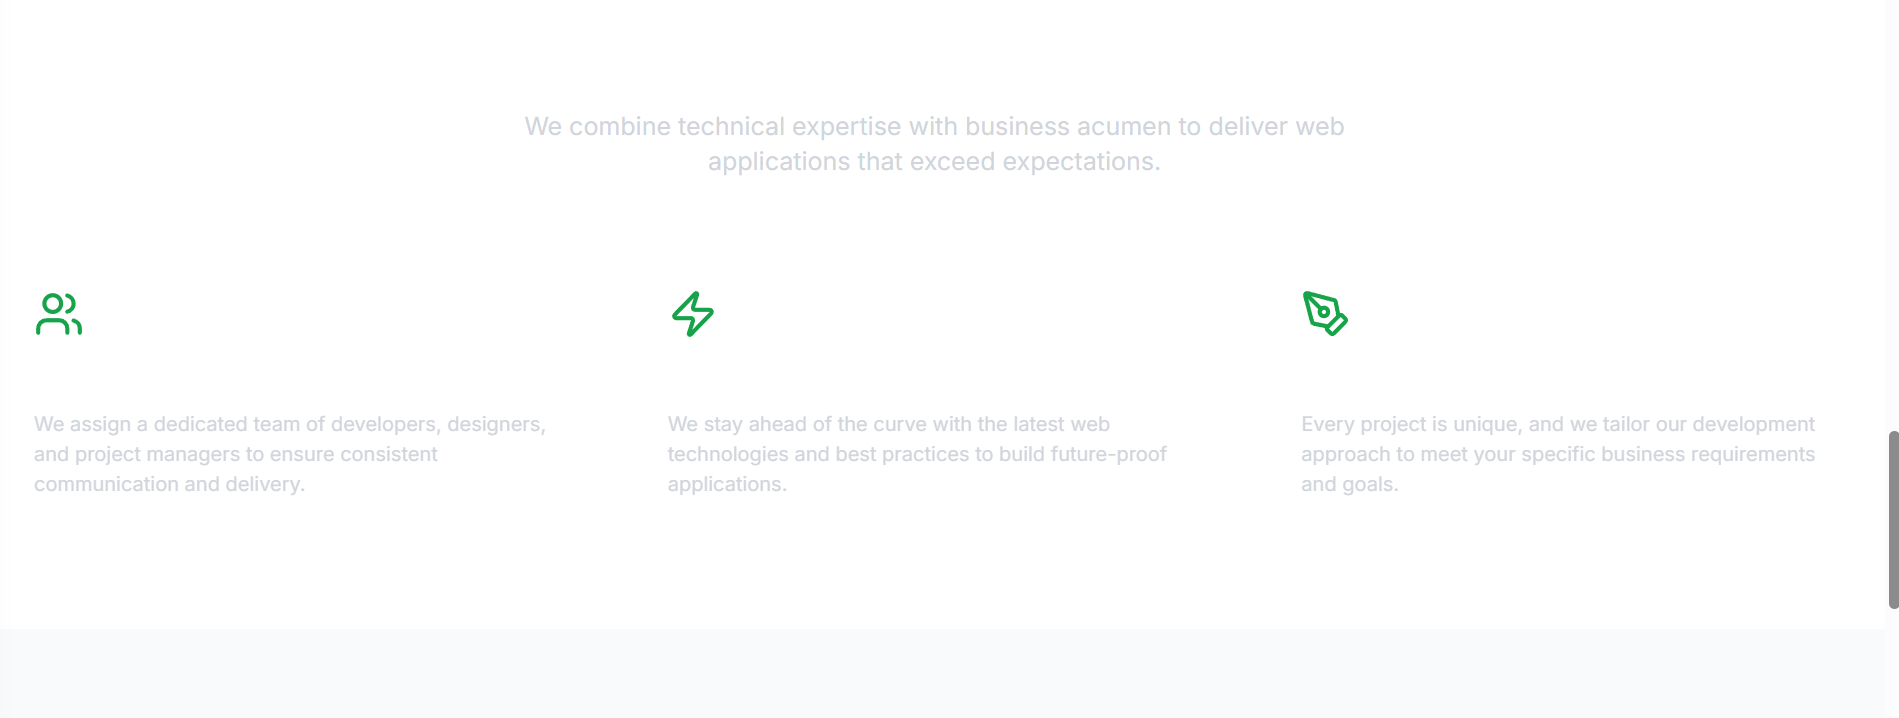 We combine technical expertise with business acumen to deliver web
applications that exceed expectations.
We assign a dedicated team of developers, designers,
and project managers to ensure consistent
communication and delivery.
We stay ahead of the curve with the latest web
technologies and best practices to build future-proof
applications.
Every project is unique, and we tailor our development
approach to meet your specific business requirements
and goals.